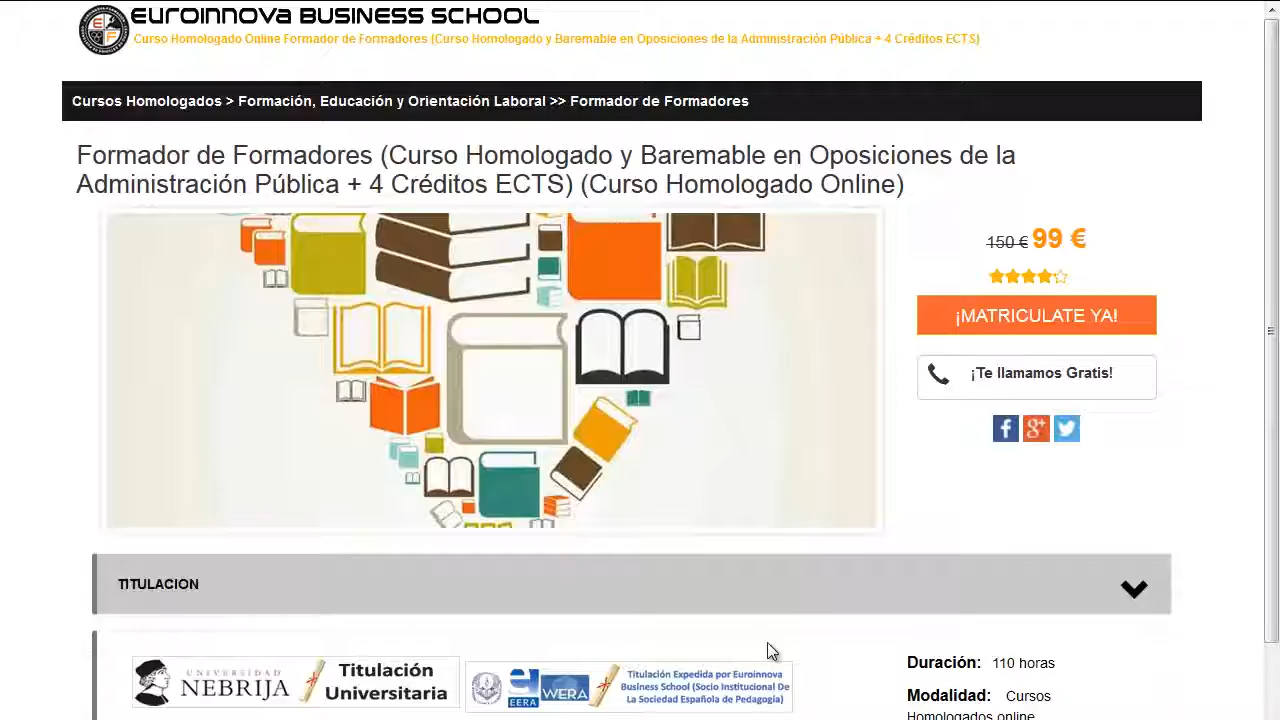 EUROINNOVA BUSINESS SCHOOL
Curso Homologado Online Formador de Formadores (Curso Homologado y Baremable en Oposiciones de la Administración Pública + 4 Créditos ECTS)
Cursos Homologados > Formación, Educación y Orientación Laboral >> Formador de Formadores
Formador de Formadores (Curso Homologado y Baremable en Oposiciones de la
Administración Pública + 4 Créditos ECTS) (Curso Homologado Online)
150 € 99 €
¡MATRICULATE YA!
¡Te llamamos Gratis!
TITULACION
UNIVERSIDAD
NEBRIJA
Titulación
Universitaria
EERA
WERA
Titulación Expedida por Euroinnova
Business School (Socio Institucional De
La Sociedad Española de Pedagogía)
Duración: 110 horas
Modalidad: Cursos
Homologados online